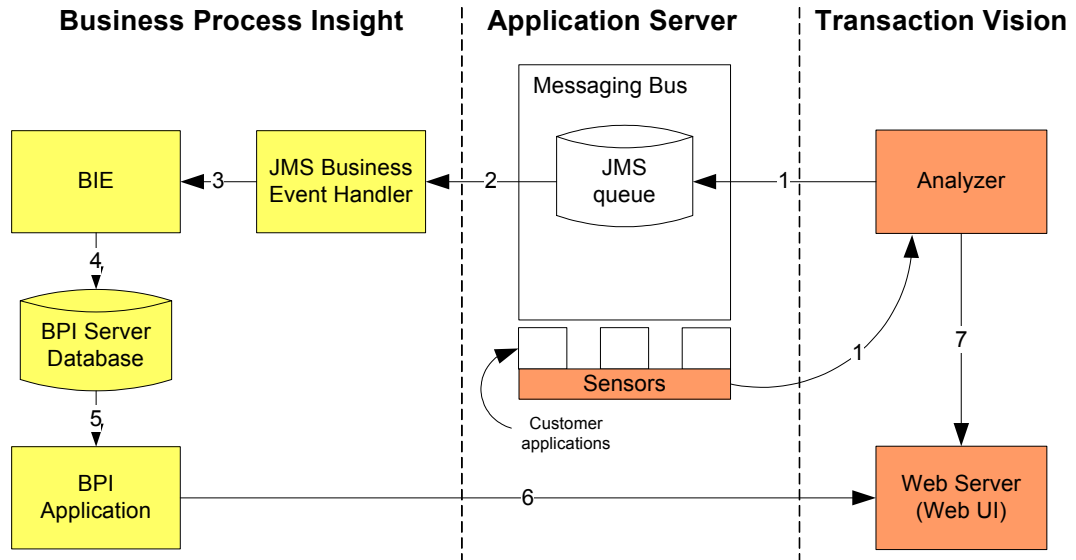 Business Process Insight
Application Server
Transaction Vision
Messaging Bus
BIE
3
JMS Business
Event Handler
2
JMS
queue
1
Analyzer
4
BPI Server
Database
5
Sensors
1
7
Customer
applications
BPI
Application
6
Web Server
(Web UI)